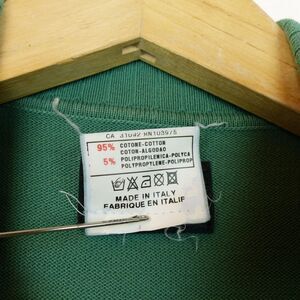 CA 31092 RN103975
95% COTONE-COTTON
COTON-ALGODAO
5% POLIPROPILENICA-POLYCA
POLYPROPYLENE-POLIPROP
MADE IN ITALY
FABRIQUE EN ITALIE